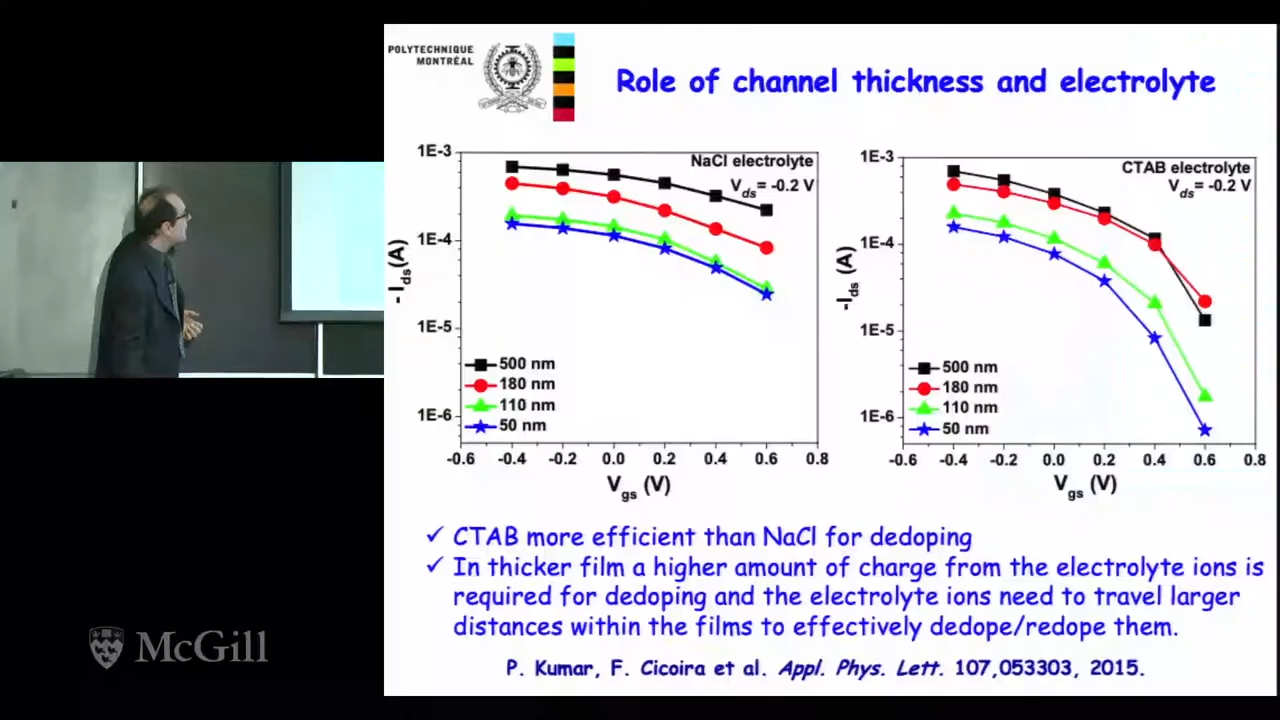 POLYTECHNIQUE
MONTRÉAL
Role of channel thickness and electrolyte
NaCl electrolyte
Vds= -0.2 V
1E-3
1E-4
1E-5
1E-6
- Ids(A)
500 nm
180 nm
110 nm
50 nm
-0.6 -0.4 -0.2 0.0 0.2 0.4 0.6 0.8
Vgs (V)
CTAB electrolyte
Vds= -0.2 V
1E-3
1E-4
1E-5
1E-6
-Ids (A)
500 nm
180 nm
110 nm
50 nm
-0.6 -0.4 -0.2 0.0 0.2 0.4 0.6 0.8
Vgs (V)
✓ CTAB more efficient than NaCl for dedoping
✓ In thicker film a higher amount of charge from the electrolyte ions is
required for dedoping and the electrolyte ions need to travel larger
distances within the films to effectively dedope/redope them.
P. Kumar, F. Cicoira et al. Appl. Phys. Lett. 107,053303, 2015.
McGill